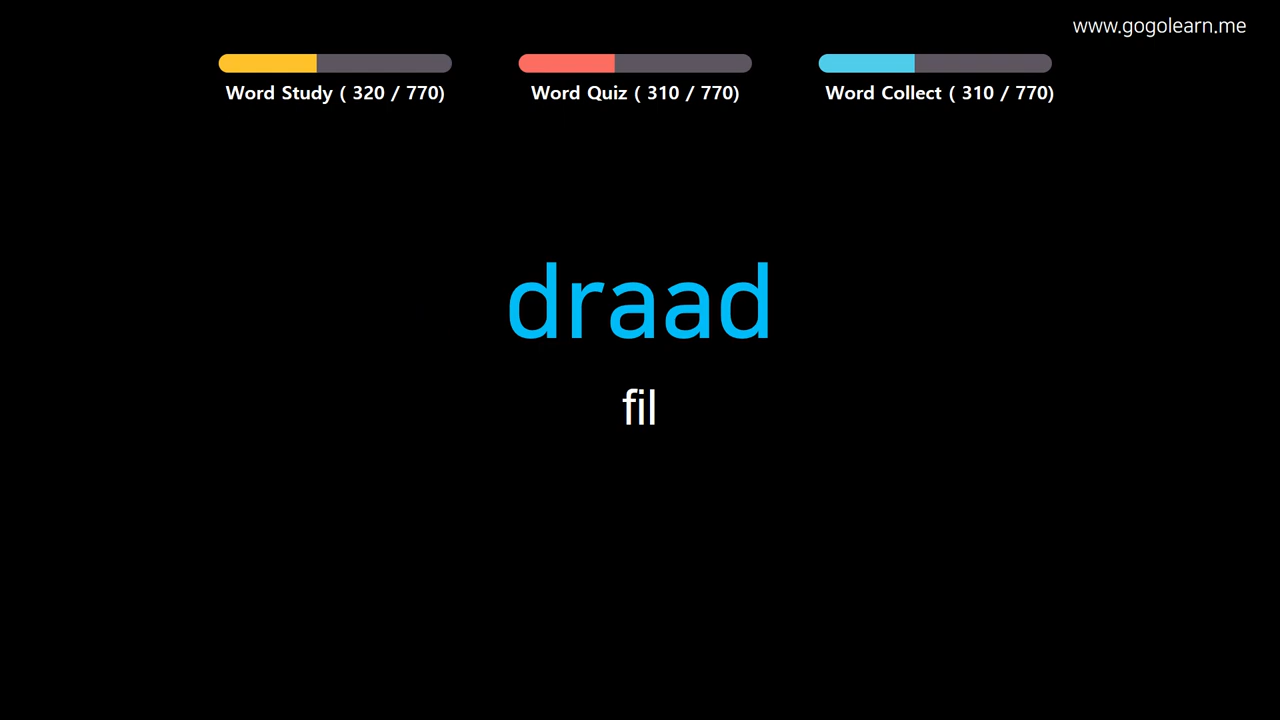 www.gogolearn.me
Word Study ( 320 / 770)
Word Quiz ( 310 / 770)
Word Collect ( 310 / 770)
draad
fil